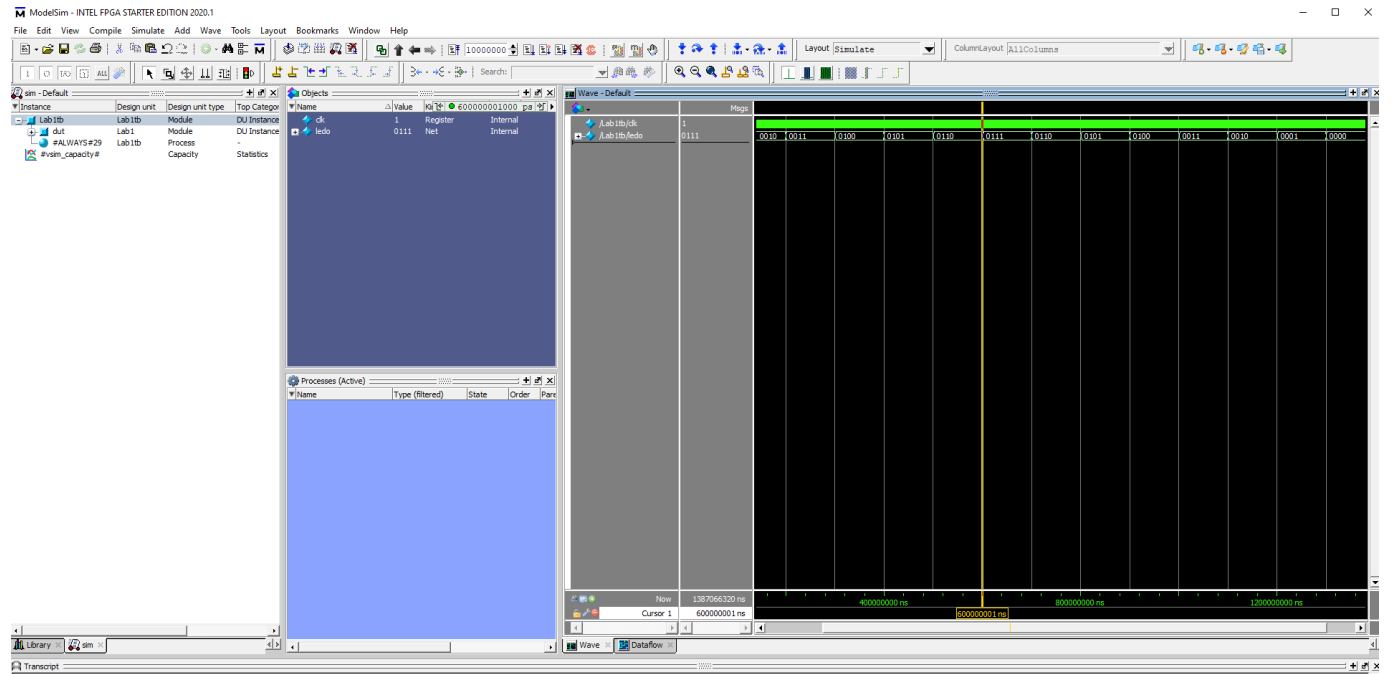 ModelSim - INTEL FPGA STARTER EDITION 2020.1
File Edit View Compile Simulate Add Wave Tools Layout Bookmarks Window Help
10000000
Layout Simulate
ColumnLayout AllColumns
Search:
sim - Default
Instance Design unit Design unit type Top Categor
Lab1tb Lab1tb Module DU Instance
dut Lab1 Module DU Instance
#ALWAYS#29 Lab1tb Process -
#vsim_capacity# Capacity Statistics
Library
sim
Objects
Name Value Ki 600000001000 ps
clk 1 Register Internal
ledo 0111 Net Internal
Processes (Active)
Name Type (filtered) State Order Pare
Wave - Default
Msgs
/Lab1tb/clk 1
/Lab1tb/ledo 0111 0010 0011 0100 0101 0110 0111 0110 0101 0100 0011 0010 0001 0000
Now 1387066320 ns 400000000 ns 800000000 ns 1200000000 ns
Cursor 1 600000001 ns 600000001 ns
Wave
Dataflow
Transcript